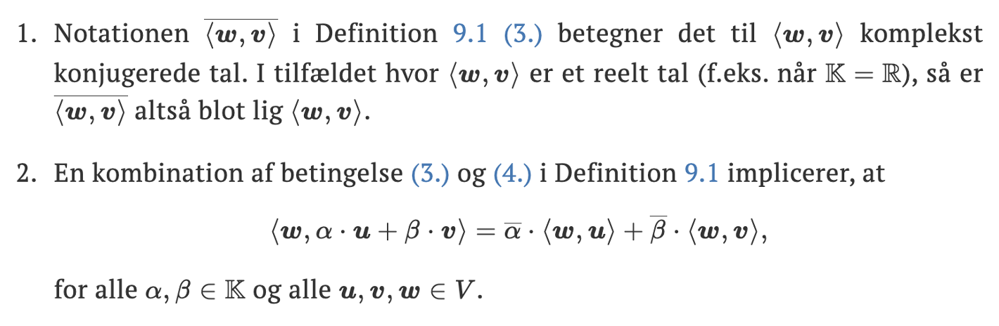 1. Notationen $\overline{\langle \boldsymbol{w}, \boldsymbol{v} \rangle}$ i Definition 9.1 (3.) betegner det til $\langle \boldsymbol{w}, \boldsymbol{v} \rangle$ komplekst
konjugerede tal. I tilfældet hvor $\langle \boldsymbol{w}, \boldsymbol{v} \rangle$ er et reelt tal (f.eks. når $\mathbb{K} = \mathbb{R}$), så er
$\overline{\langle \boldsymbol{w}, \boldsymbol{v} \rangle}$ altså blot lig $\langle \boldsymbol{w}, \boldsymbol{v} \rangle$.
2. En kombination af betingelse (3.) og (4.) i Definition 9.1 implicerer, at
$\langle \boldsymbol{w}, \alpha \cdot \boldsymbol{u} + \beta \cdot \boldsymbol{v} \rangle = \overline{\alpha} \cdot \langle \boldsymbol{w}, \boldsymbol{u} \rangle + \overline{\beta} \cdot \langle \boldsymbol{w}, \boldsymbol{v} \rangle,$
for alle $\alpha, \beta \in \mathbb{K}$ og alle $\boldsymbol{u}, \boldsymbol{v}, \boldsymbol{w} \in V$.